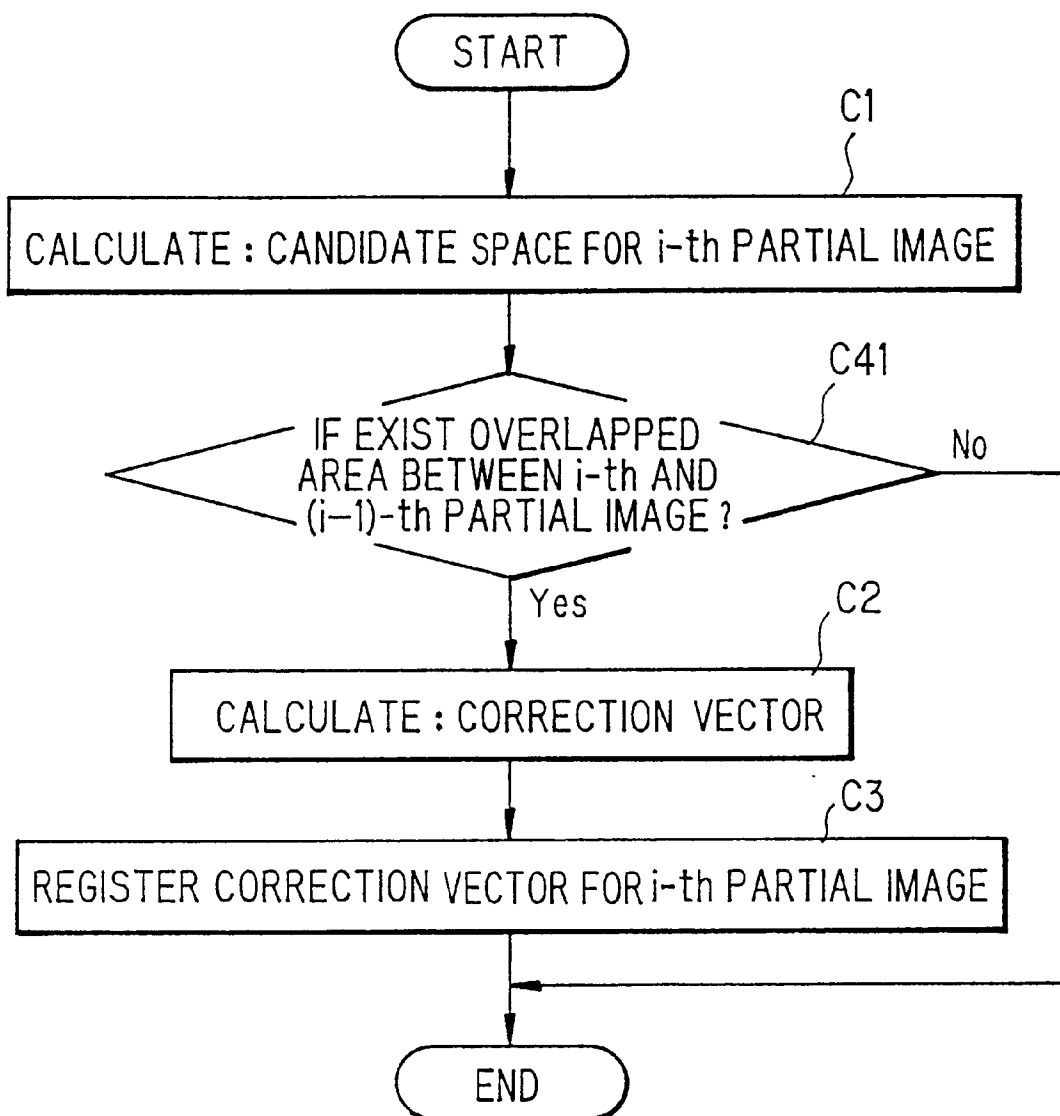 START
C1
CALCULATE : CANDIDATE SPACE FOR i-th PARTIAL IMAGE
C41
IF EXIST OVERLAPPED
AREA BETWEEN i-th AND
(i-1)-th PARTIAL IMAGE ?
No
Yes
C2
CALCULATE : CORRECTION VECTOR
C3
REGISTER CORRECTION VECTOR FOR i-th PARTIAL IMAGE
END